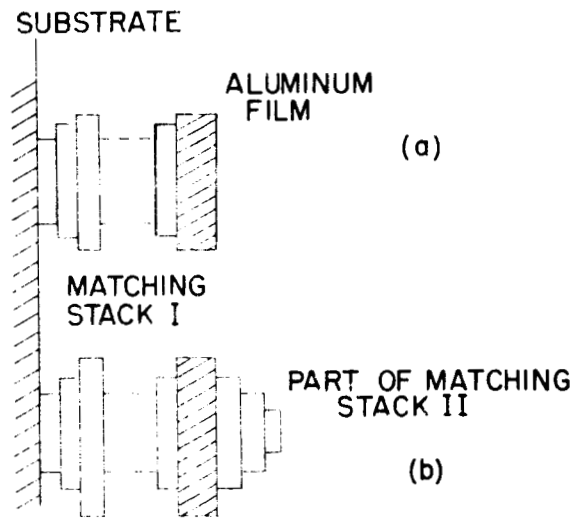 SUBSTRATE
ALUMINUM
FILM
(a)
MATCHING
STACK I
PART OF MATCHING
STACK II
(b)